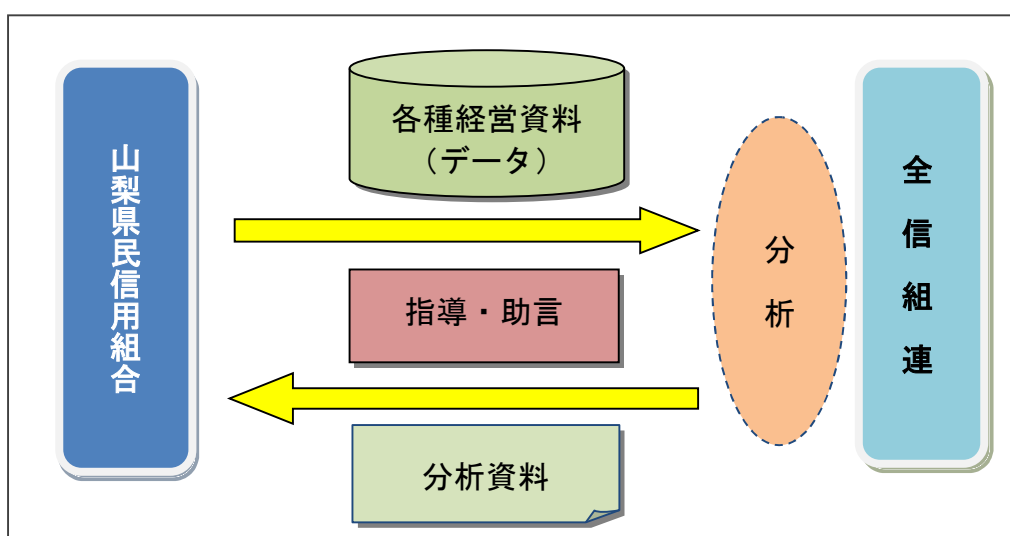 山梨県民信用組合
各種経営資料
（データ）
指導・助言
分析資料
分析
全信組連